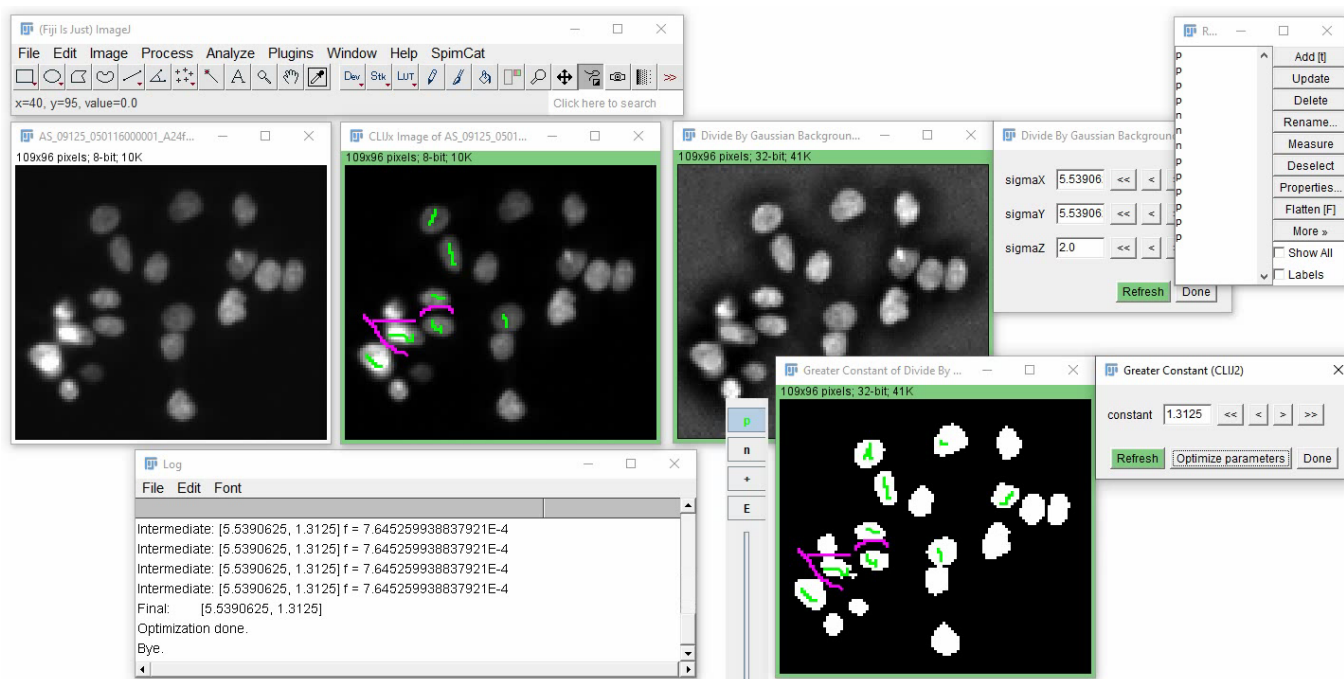 (Fiji Is Just) ImageJ
File Edit Image Process Analyze Plugins Window Help SpimCat
Dev Stk LUT
x=40, y=95, value=0.0
Click here to search
AS_09125_050116000001_A24f...
109x96 pixels; 8-bit; 10K
CLIJx Image of AS_09125_0501...
109x96 pixels; 8-bit; 10K
Divide By Gaussian Backgroun...
109x96 pixels; 32-bit; 41K
Divide By Gaussian Background
sigmaX 5.53906 << <
sigmaY 5.53906 << <
sigmaZ 2.0 << <
Refresh Done
R...
p
p
p
p
n
n
n
p
p
p
p
p
p
Add [t]
Update
Delete
Rename...
Measure
Deselect
Properties...
Flatten [F]
More »
Show All
Labels
Log
File Edit Font
Intermediate: [5.5390625, 1.3125] f = 7.645259938837921E-4
Intermediate: [5.5390625, 1.3125] f = 7.645259938837921E-4
Intermediate: [5.5390625, 1.3125] f = 7.645259938837921E-4
Intermediate: [5.5390625, 1.3125] f = 7.645259938837921E-4
Final: [5.5390625, 1.3125]
Optimization done.
Bye.
p
n
+
E
Greater Constant of Divide By ...
109x96 pixels; 32-bit; 41K
Greater Constant (CLIJ2)
constant 1.3125 << < > >>
Refresh Optimize parameters Done